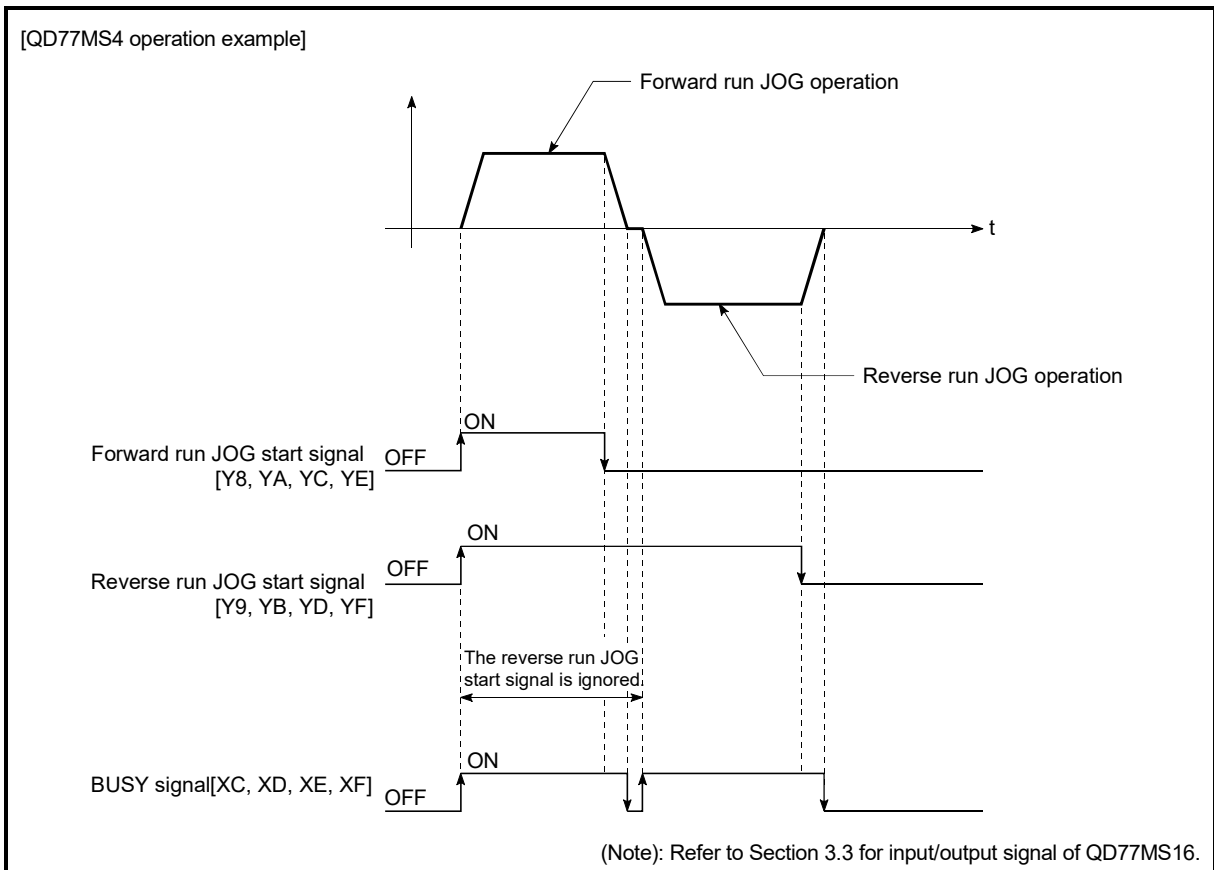 [QD77MS4 operation example]
Forward run JOG operation
t
Reverse run JOG operation
ON
Forward run JOG start signal
[Y8, YA, YC, YE]
OFF
ON
Reverse run JOG start signal
[Y9, YB, YD, YF]
OFF
The reverse run JOG
start signal is ignored.
ON
BUSY signal[XC, XD, XE, XF]
OFF
(Note): Refer to Section 3.3 for input/output signal of QD77MS16.